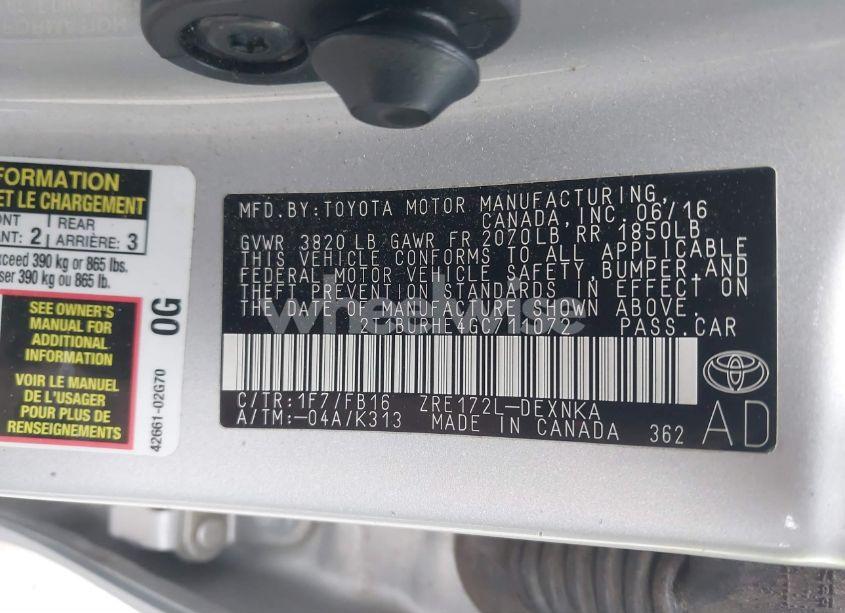 FORMATION
ET LE CHARGEMENT
REAR
ANT: 2 ARRIÈRE: 3
exceed 390 kg or 865 lbs.
ser 390 kg ou 865 lb.
SEE OWNER'S
MANUAL FOR
ADDITIONAL
INFORMATION
VOIR LE MANUEL
DE L'USAGER
POUR PLUS DE
RENSEIGNEMENTS
0G
42661-02G70
MFD.BY:TOYOTA MOTOR MANUFACTURING,
CANADA, INC. 06/16
GVWR 3820 LB GAWR FR 2070LB RR 1850LB
THIS VEHICLE CONFORMS TO ALL APPLICABLE
FEDERAL MOTOR VEHICLE SAFETY,BUMPER,AND
THEFT PREVENTION STANDARDS IN EFFECT ON
THE DATE OF MANUFACTURE SHOWN ABOVE.
PASS.CAR
C/TR:1F7/FB16 ZRE172L-DEXNKA
A/TM:-04A/K313 MADE IN CANADA 362
AD
wheelwise